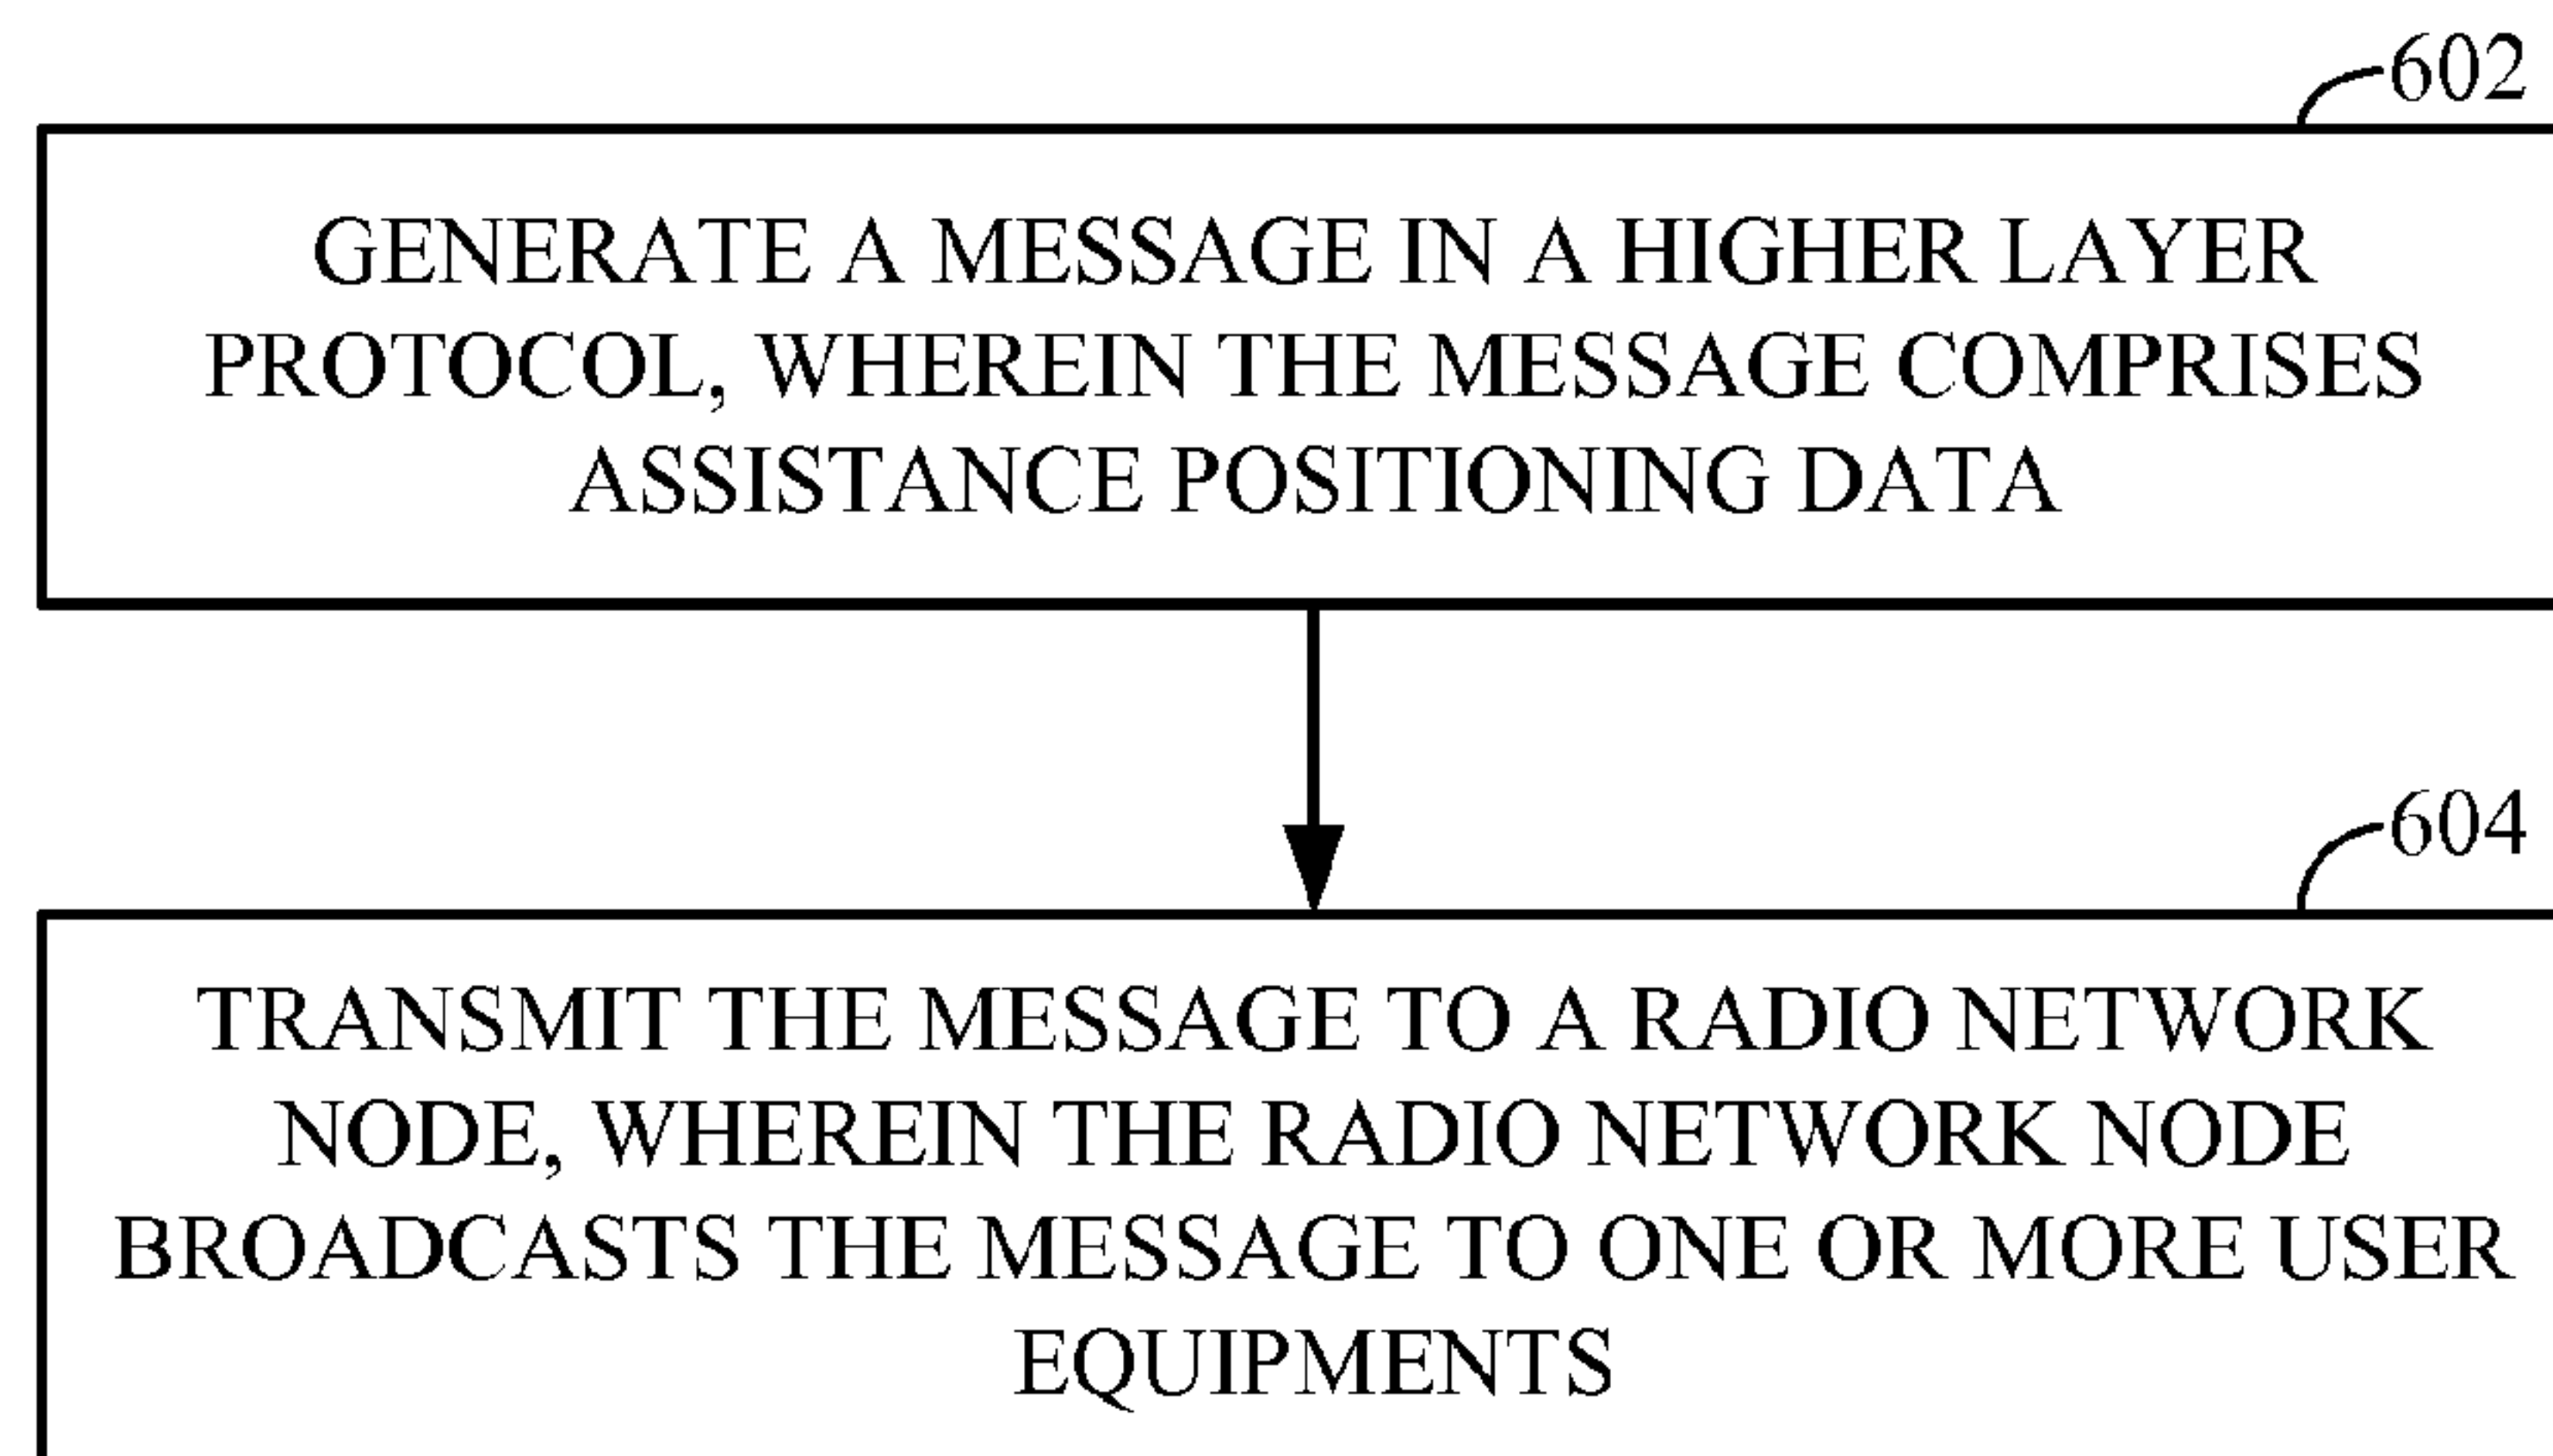 602
GENERATE A MESSAGE IN A HIGHER LAYER
PROTOCOL, WHEREIN THE MESSAGE COMPRISES
ASSISTANCE POSITIONING DATA
604
TRANSMIT THE MESSAGE TO A RADIO NETWORK
NODE, WHEREIN THE RADIO NETWORK NODE
BROADCASTS THE MESSAGE TO ONE OR MORE USER
EQUIPMENTS